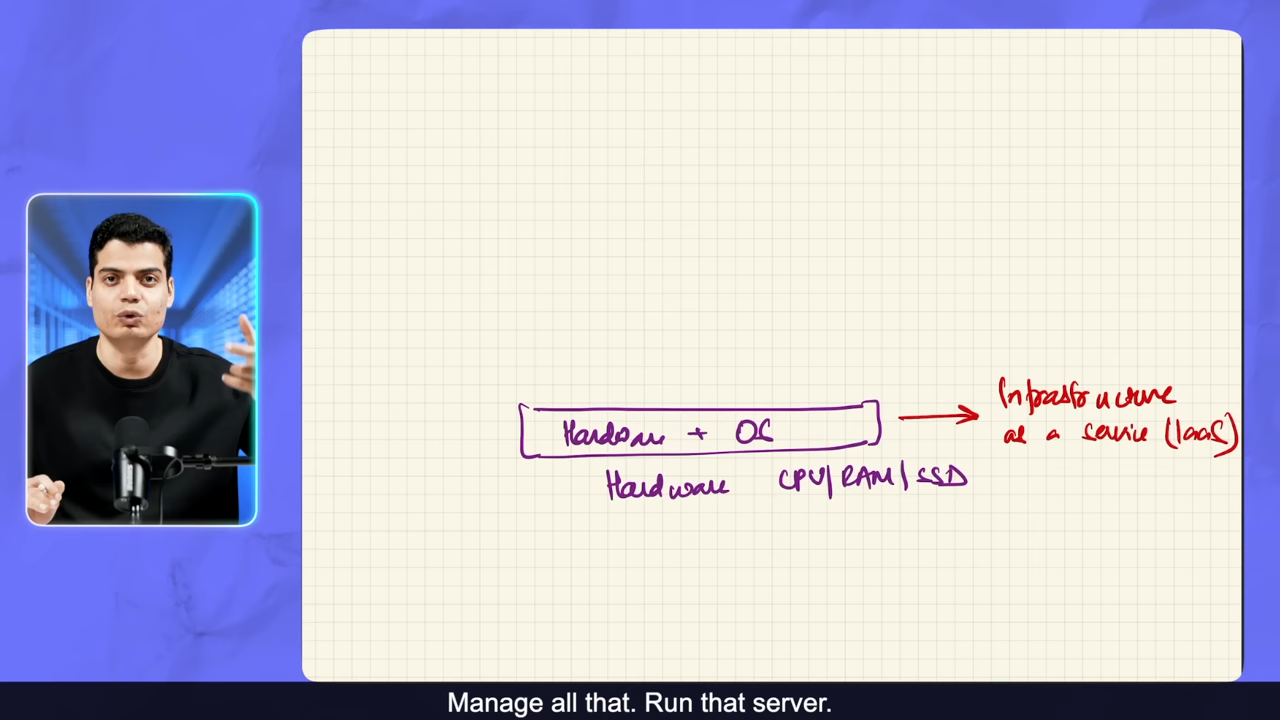 Infrastructure
as a service (IaaS)
Hardware + OS
Hardware CPU/RAM/SSD
Manage all that. Run that server.